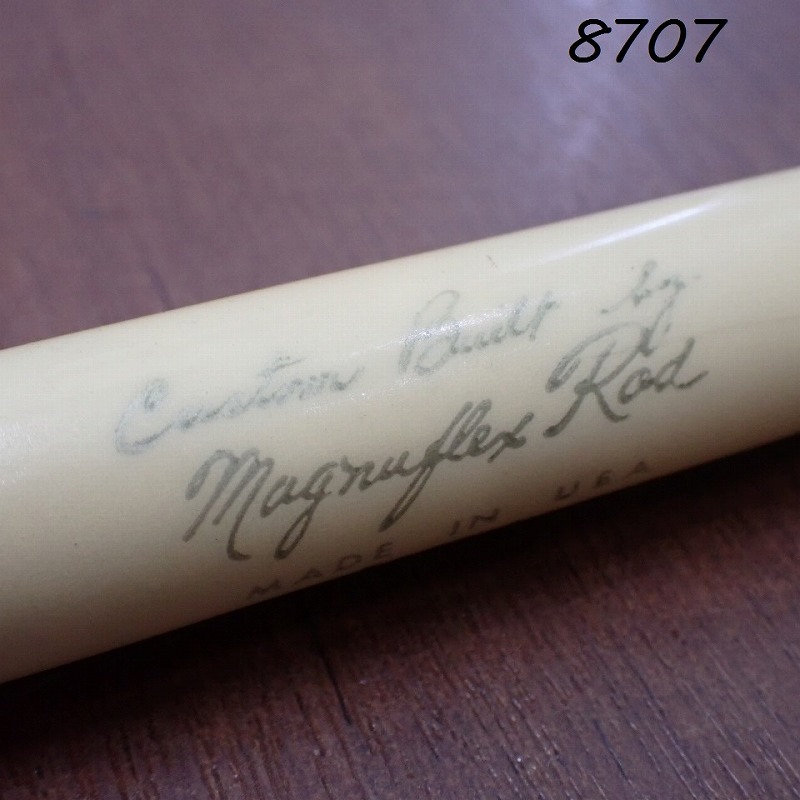 8707
Custom Built by
Magnuflex Rod
MADE IN USA